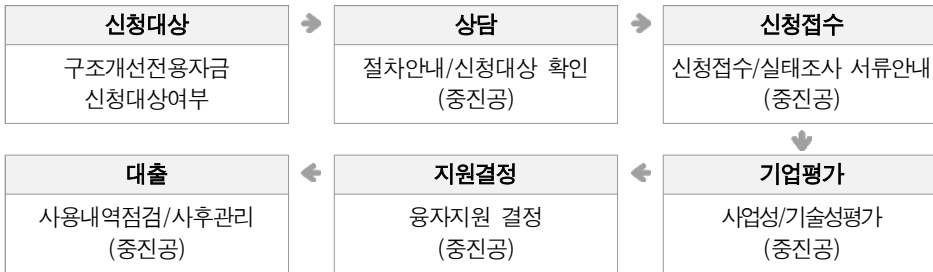 신청대상
구조개선전용자금
신청대상여부
상담
절차안내/신청대상 확인
(중진공)
신청접수
신청접수/실태조사 서류안내
(중진공)
기업평가
사업성/기술성평가
(중진공)
지원결정
융자지원 결정
(중진공)
대출
사용내역점검/사후관리
(중진공)